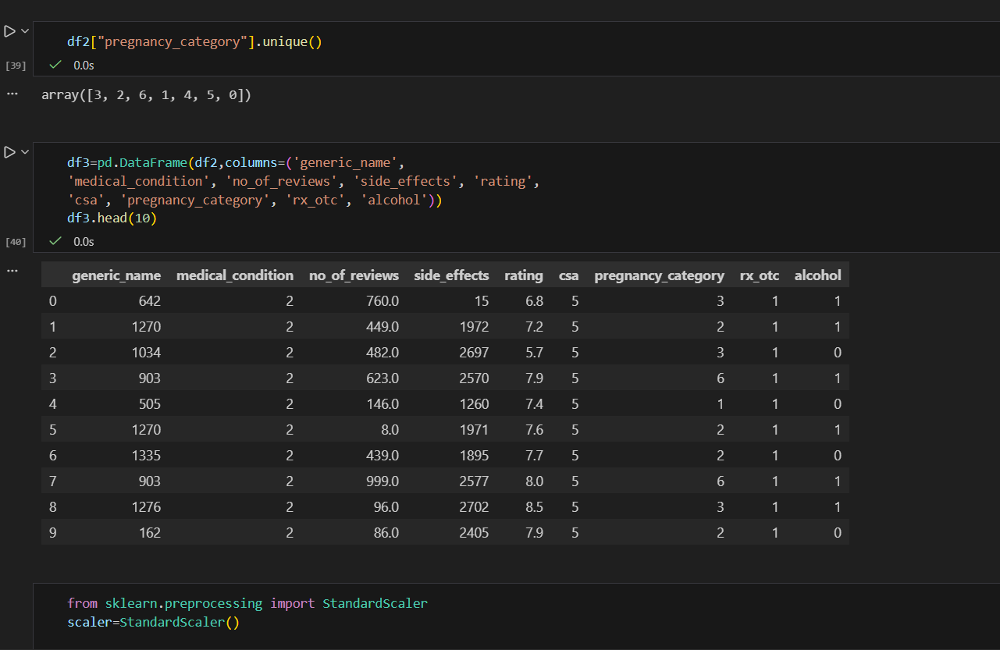 df2["pregnancy_category"].unique()
[39]
0.0s
array([3, 2, 6, 1, 4, 5, 0])
df3=pd.DataFrame(df2,columns=('generic_name',
'medical_condition', 'no_of_reviews', 'side_effects', 'rating',
'csa', 'pregnancy_category', 'rx_otc', 'alcohol'))
df3.head(10)
[40]
0.0s
generic_name medical_condition no_of_reviews side_effects rating csa pregnancy_category rx_otc alcohol
0 642 2 760.0 15 6.8 5 3 1 1
1 1270 2 449.0 1972 7.2 5 2 1 1
2 1034 2 482.0 2697 5.7 5 3 1 0
3 903 2 623.0 2570 7.9 5 6 1 1
4 505 2 146.0 1260 7.4 5 1 1 0
5 1270 2 8.0 1971 7.6 5 2 1 1
6 1335 2 439.0 1895 7.7 5 2 1 0
7 903 2 999.0 2577 8.0 5 6 1 1
8 1276 2 96.0 2702 8.5 5 3 1 1
9 162 2 86.0 2405 7.9 5 2 1 0
from sklearn.preprocessing import StandardScaler
scaler=StandardScaler()